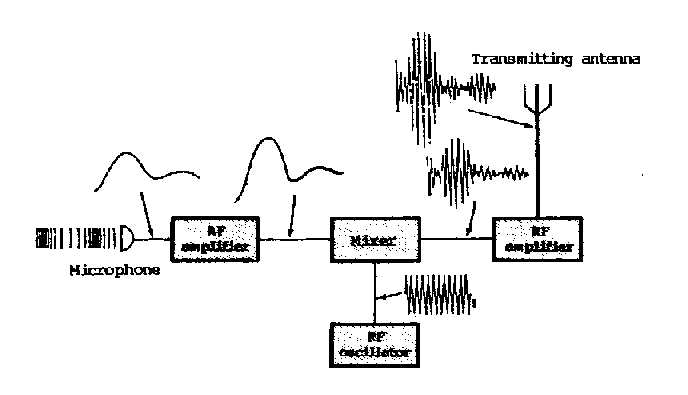 Transmitting antenna
RF
amplifier
Mixer
RF
amplifier
Microphone
RF
oscillator